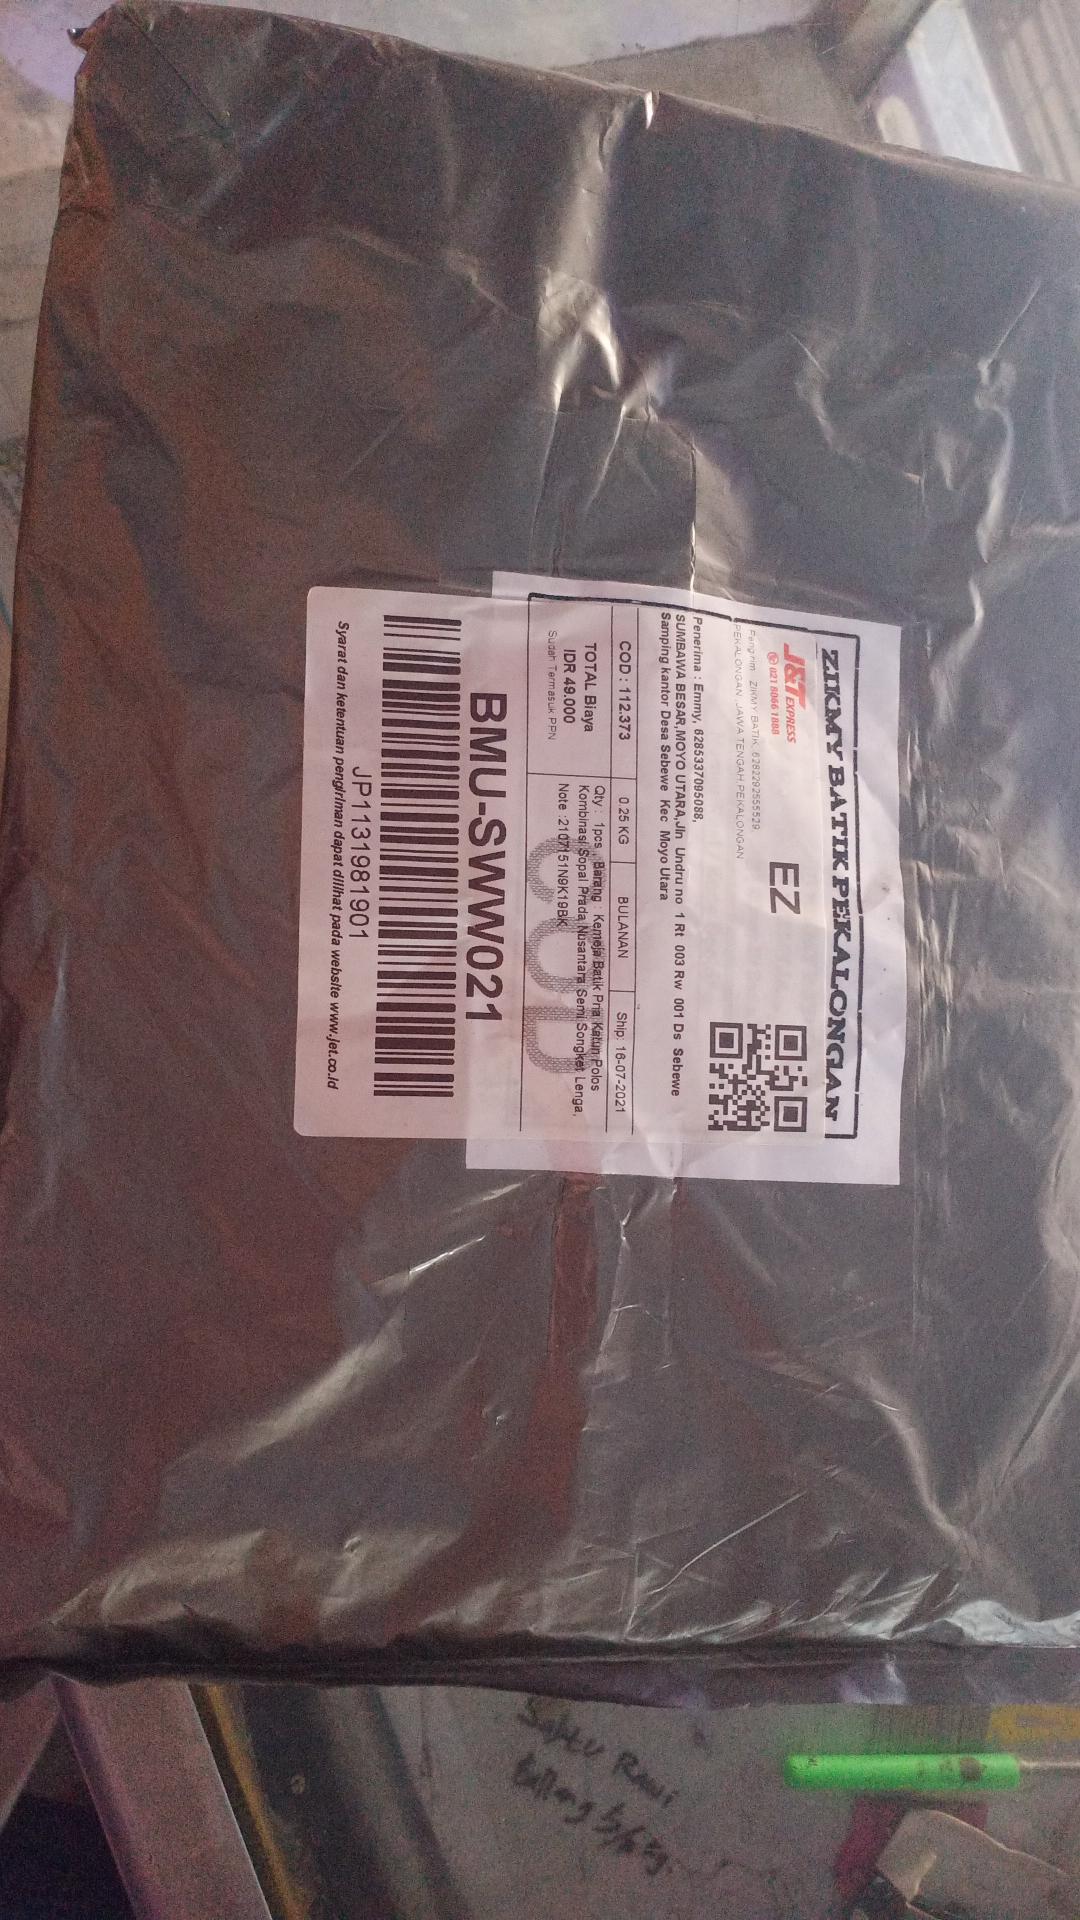 ZIKMY BATIK PEKALONGAN
J&T EXPRESS
021 8066 1888
EZ
Pengirim : ZIKMY BATIK, 6282292555529,
PEKALONGAN, JAWA TENGAH PEKALONGAN
Penerima : Emmy, 6285337095088,
SUMBAWA BESAR,MOYO UTARA,Jln Undru no 1 Rt 003 Rw 001 Ds Sebewe
Samping kantor Desa Sebewe Kec Moyo Utara
COD : 112.373
0.25 KG
BULANAN
Ship: 16-07-2021
TOTAL Biaya
IDR 49.000
Sudah Termasuk PPN
Qty : 1pcs, Barang : Kemeja Batik Pria Katun Polos
Kombinasi Sopal Prada Nusantara Semi Songket Lenga,
Note :2107151N9K19BK
COD
BMU-SWW021
JP1131981901
Syarat dan ketentuan pengiriman dapat dilihat pada website www.jet.co.id